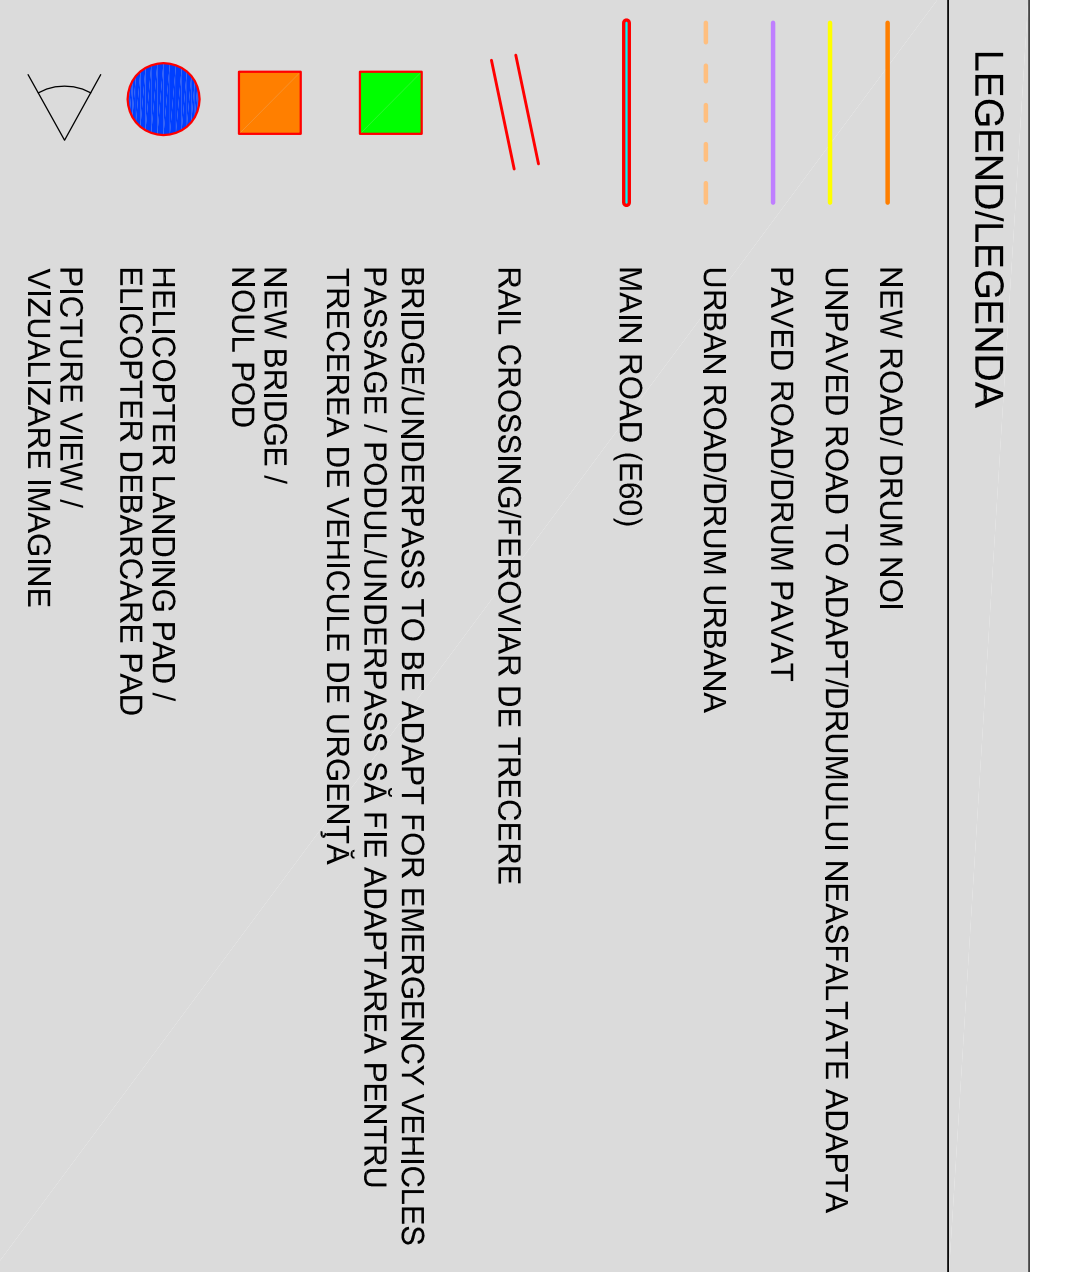 LEGEND/LEGENDA
NEW ROAD/ DRUM NOI
UNPAVED ROAD TO ADAPT/DRUMULUI NEASFALTATE ADAPTA
PAVED ROAD/DRUM PAVAT
URBAN ROAD/DRUM URBANA
MAIN ROAD (E60)
RAIL CROSSING/FEROVIAR DE TRECERE
BRIDGE/UNDERPASS TO BE ADAPT FOR EMERGENCY VEHICLES
PASSAGE / PODUL/UNDERPASS SĂ FIE ADAPTAREA PENTRU
TRECEREA DE VEHICULE DE URGENŢĂ
NEW BRIDGE /
NOUL POD
HELICOPTER LANDING PAD /
ELICOPTER DEBARCARE PAD
PICTURE VIEW /
VIZUALIZARE IMAGINE